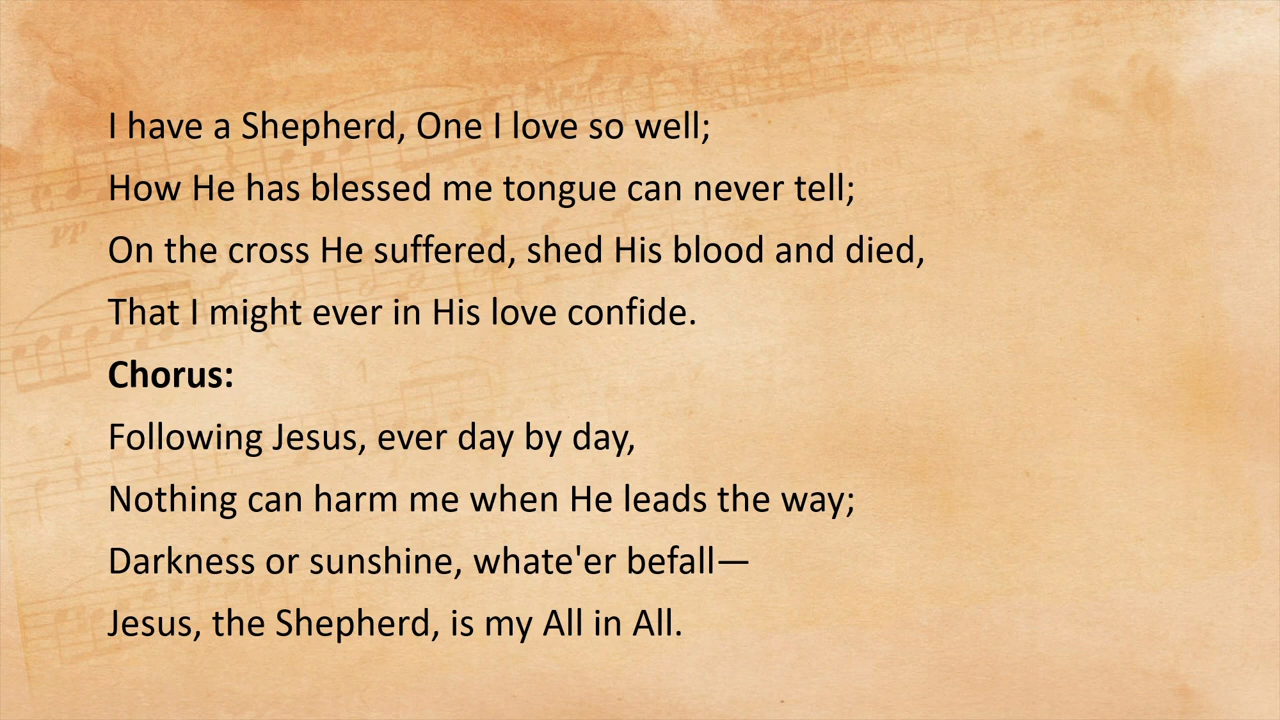 I have a Shepherd, One I love so well;
How He has blessed me tongue can never tell;
On the cross He suffered, shed His blood and died,
That I might ever in His love confide.
Chorus:
Following Jesus, ever day by day,
Nothing can harm me when He leads the way;
Darkness or sunshine, whate'er befall—
Jesus, the Shepherd, is my All in All.
pp